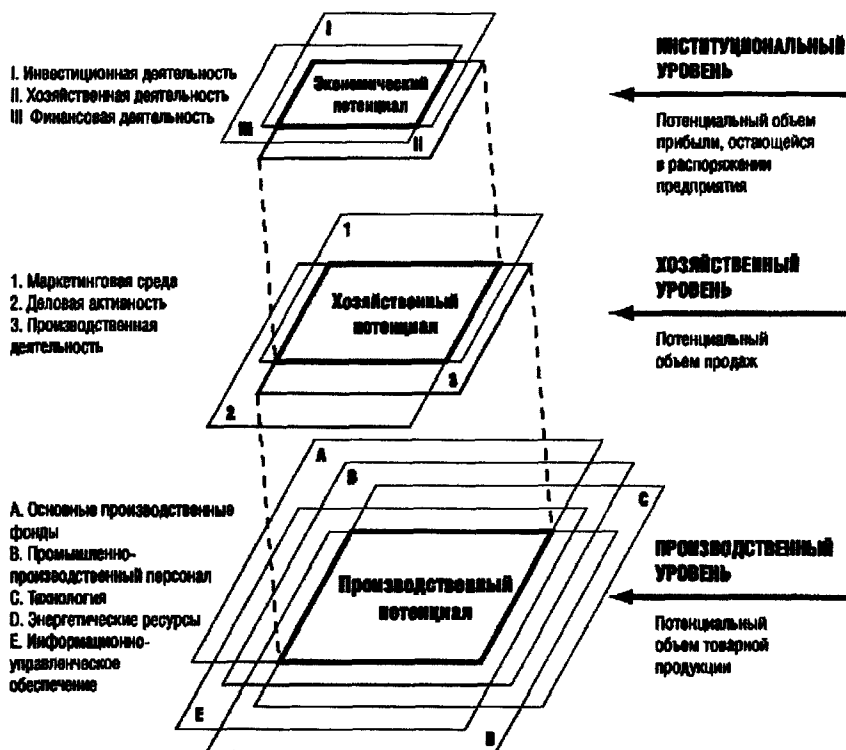 I
I. Инвестиционная деятельность
II. Хозяйственная деятельность
III Финансовая деятельность
Экономический
потенциал
III
II
ИНСТИТУЦИОНАЛЬНЫЙ
УРОВЕНЬ
Потенциальный объем
прибыли, остающейся
в распоряжении
предприятия
1
1. Маркетинговая среда
2. Деловая активность
3. Производственная
деятельность
Хозяйственный
потенциал
3
2
ХОЗЯЙСТВЕННЫЙ
УРОВЕНЬ
Потенциальный
объем продаж
A
B
C
A. Основные производственные
фонды
B. Промышленно-
производственный персонал
C. Технология
D. Энергетические ресурсы
E. Информационно-
управленческое
обеспечение
Производственный
потенциал
E
D
ПРОИЗВОДСТВЕННЫЙ
УРОВЕНЬ
Потенциальный
объем товарной
продукции